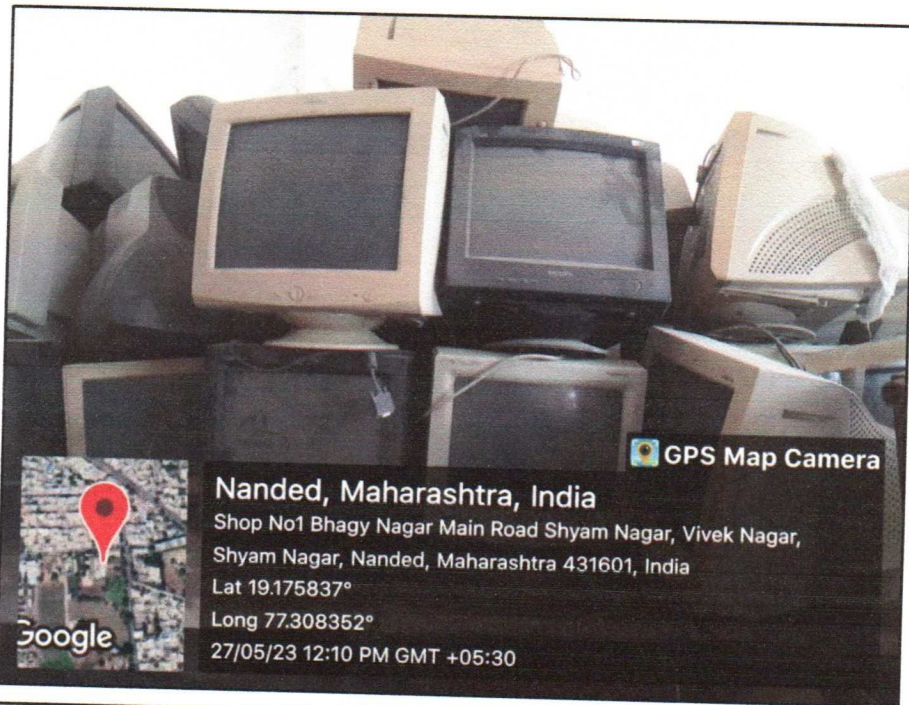 GPS Map Camera
Nanded, Maharashtra, India
Shop No1 Bhagy Nagar Main Road Shyam Nagar, Vivek Nagar,
Shyam Nagar, Nanded, Maharashtra 431601, India
Lat 19.175837°
Long 77.308352°
27/05/23 12:10 PM GMT +05:30
Google